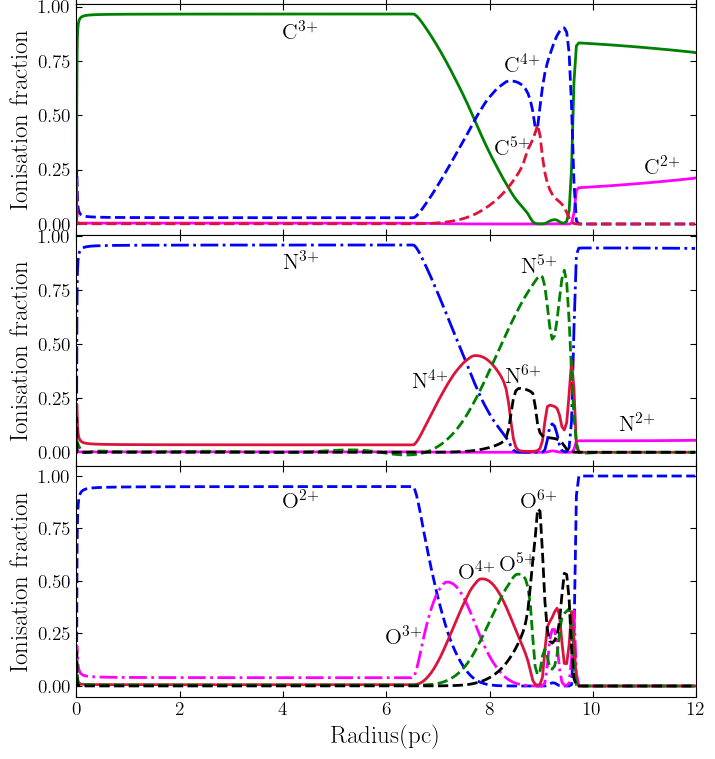 1.00
0.75
0.50
0.25
0.00
Ionisation fraction
C³⁺
C⁴⁺
C⁵⁺
C²⁺
1.00
0.75
0.50
0.25
0.00
Ionisation fraction
N³⁺
N⁵⁺
N⁴⁺
N⁶⁺
N²⁺
1.00
0.75
0.50
0.25
0.00
Ionisation fraction
O²⁺
O⁶⁺
O⁴⁺
O⁵⁺
O³⁺
0 2 4 6 8 10 12
Radius(pc)